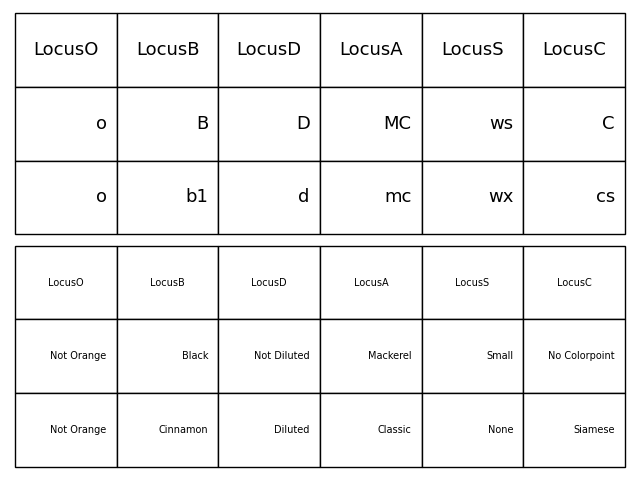 LocusO LocusB LocusD LocusA LocusS LocusC
o B D MC ws C
o b1 d mc wx cs
LocusO LocusB LocusD LocusA LocusS LocusC
Not Orange Black Not Diluted Mackerel Small No Colorpoint
Not Orange Cinnamon Diluted Classic None Siamese